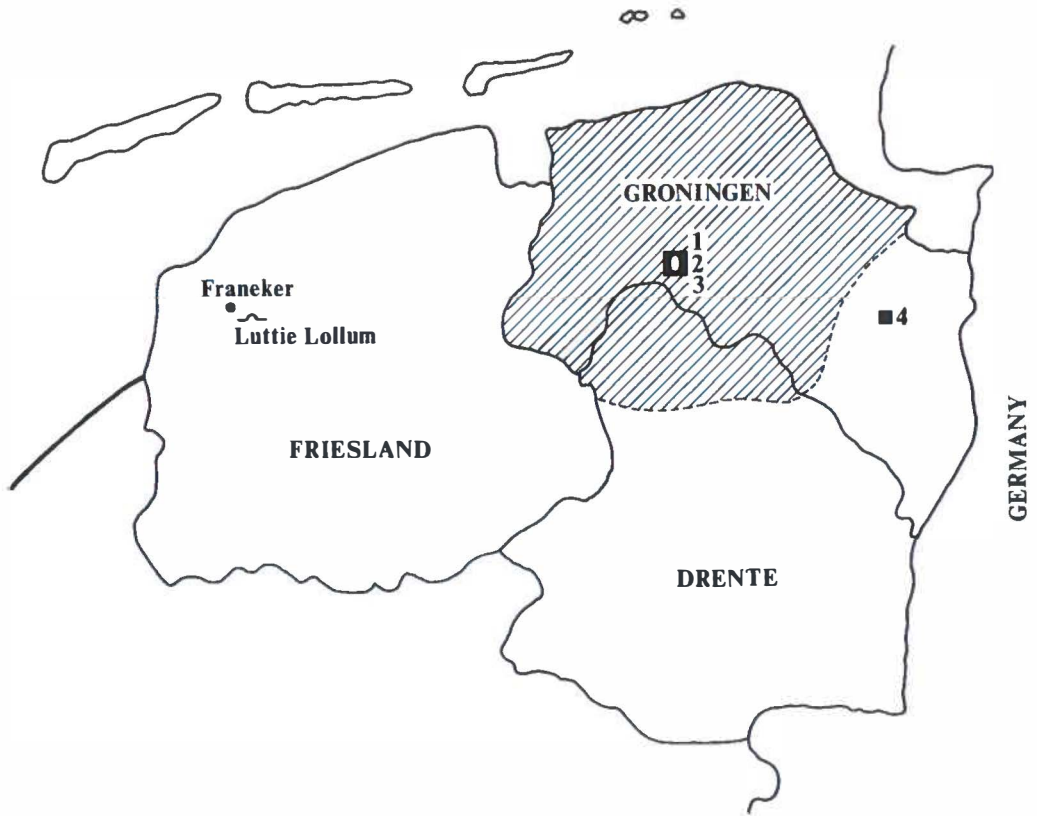 GRONINGEN
1
2
3
Franeker
Luttie Lollum
4
FRIESLAND
GERMANY
DRENTE